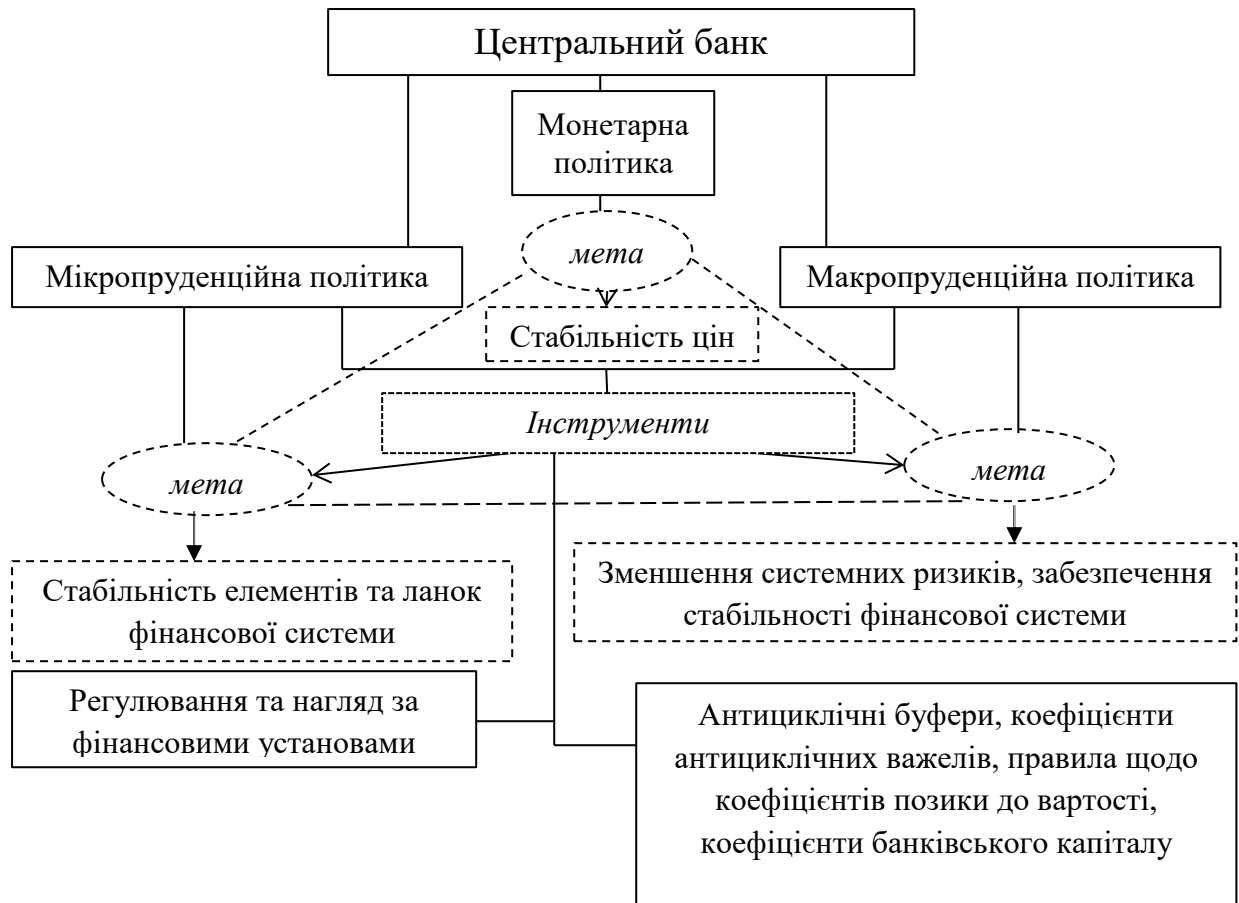 Центральний банк
Монетарна
політика
мета
Мікропруденційна політика
Макропруденційна політика
Стабільність цін
Інструменти
мета
мета
Стабільність елементів та ланок
фінансової системи
Зменшення системних ризиків, забезпечення
стабільності фінансової системи
Регулювання та нагляд за
фінансовими установами
Антициклічні буфери, коефіцієнти
антициклічних важелів, правила щодо
коефіцієнтів позики до вартості,
коефіцієнти банківського капіталу